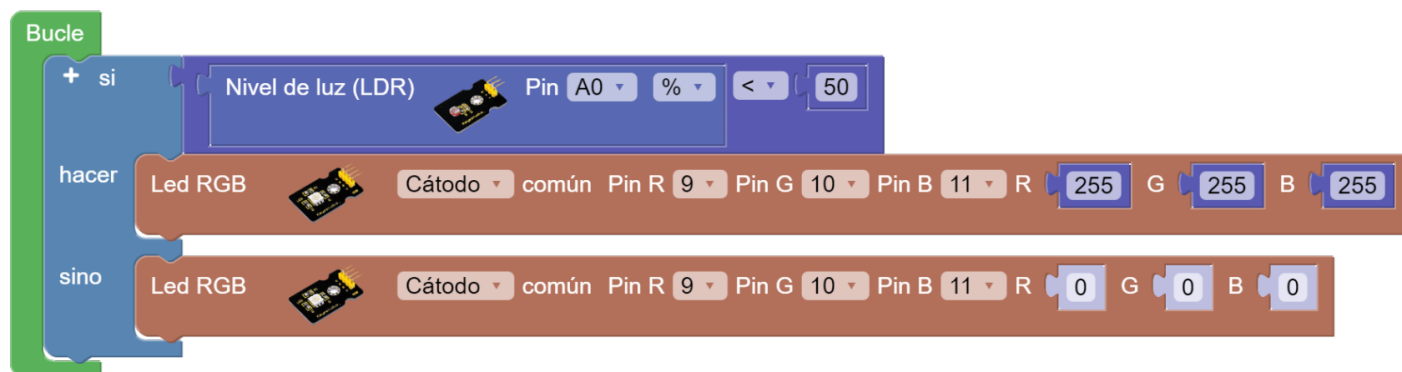 Bucle
+ si Nivel de luz (LDR) Pin A0 % < 50
hacer Led RGB Cátodo común Pin R 9 Pin G 10 Pin B 11 R 255 G 255 B 255
sino Led RGB Cátodo común Pin R 9 Pin G 10 Pin B 11 R 0 G 0 B 0